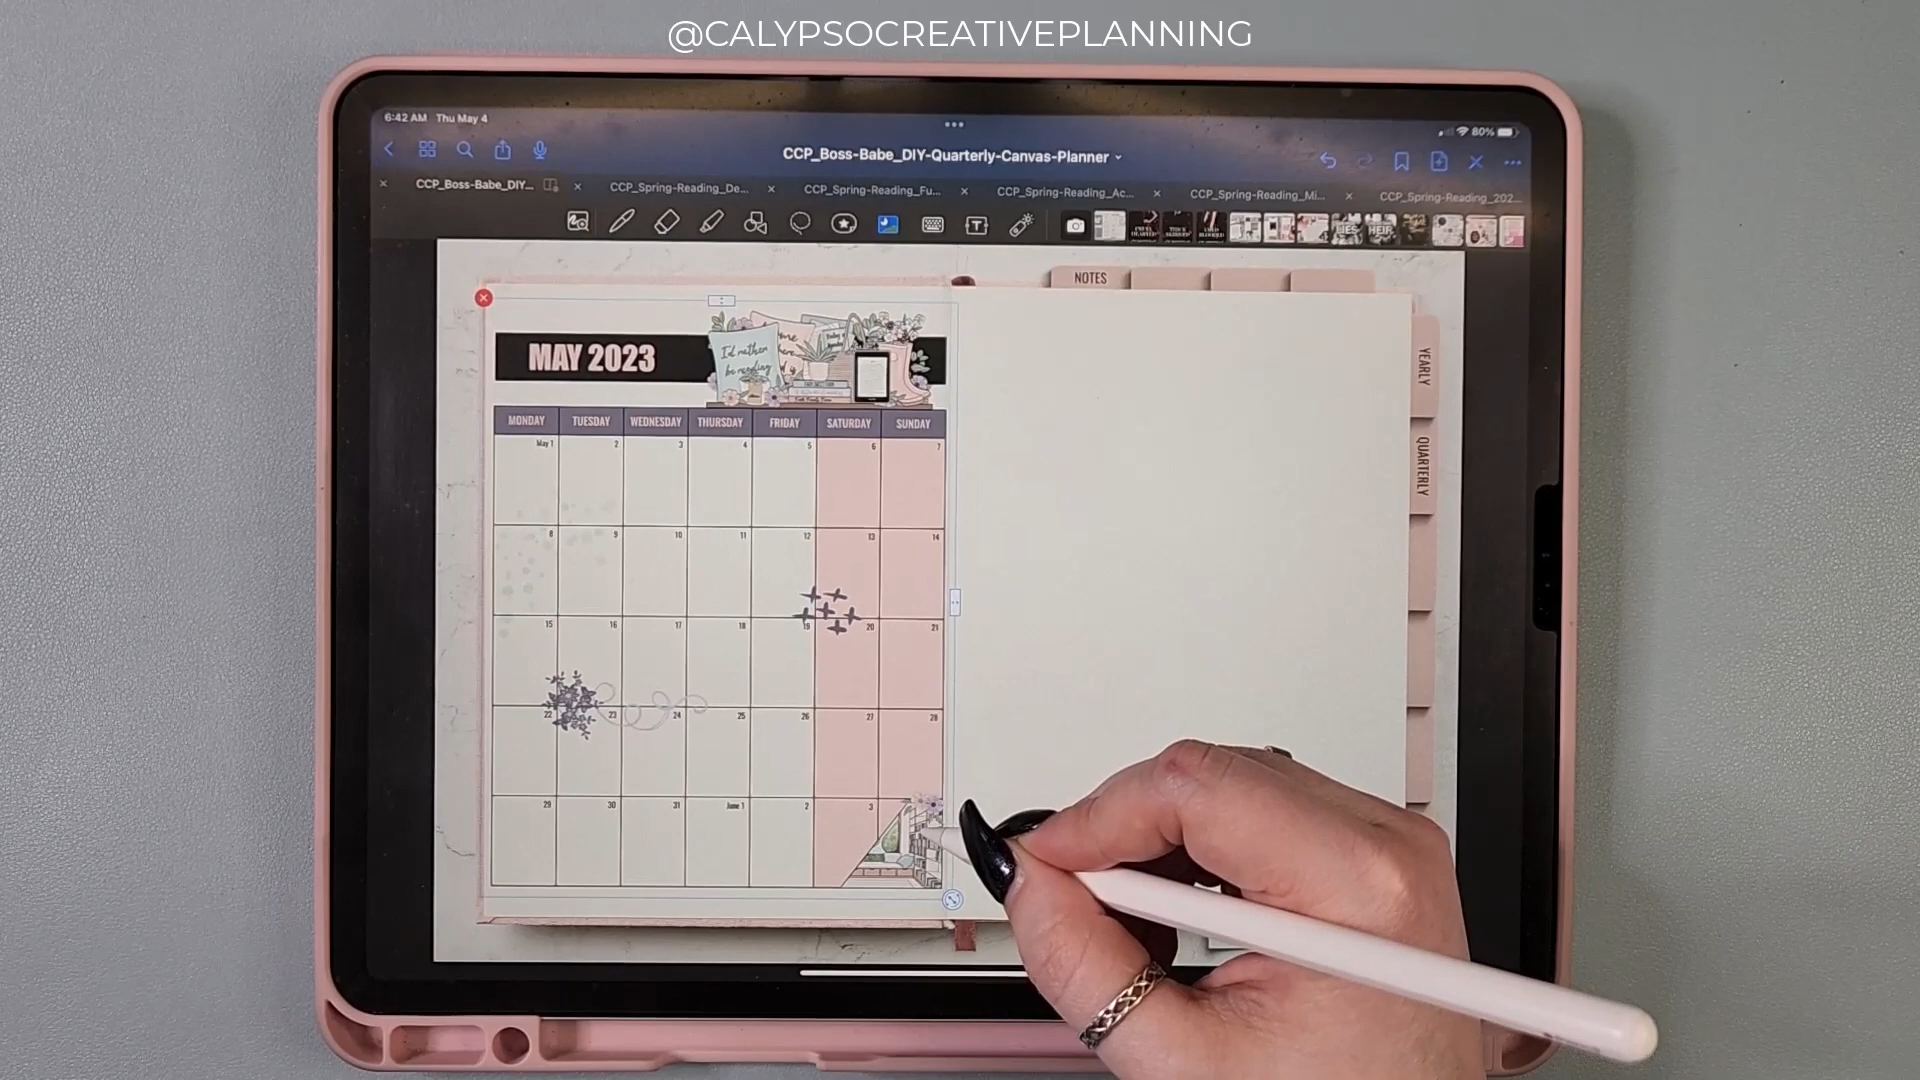 @CALYPSOCREATIVEPLANNING
6:42 AM Thu May 4
80%
CCP_Boss-Babe_DIY-Quarterly-Canvas-Planner
CCP_Boss-Babe_DIY...
CCP_Spring-Reading_De...
CCP_Spring-Reading_Fu...
CCP_Spring-Reading_Ac...
CCP_Spring-Reading_Mi...
CCP_Spring-Reading_202...
NOTES
MAY 2023
I'd rather
be reading
YEARLY
QUARTERLY
MONDAY TUESDAY WEDNESDAY THURSDAY FRIDAY SATURDAY SUNDAY
May 1 2 3 4 5 6 7
8 9 10 11 12 13 14
15 16 17 18 19 20 21
22 23 24 25 26 27 28
29 30 31 June 1 2 3